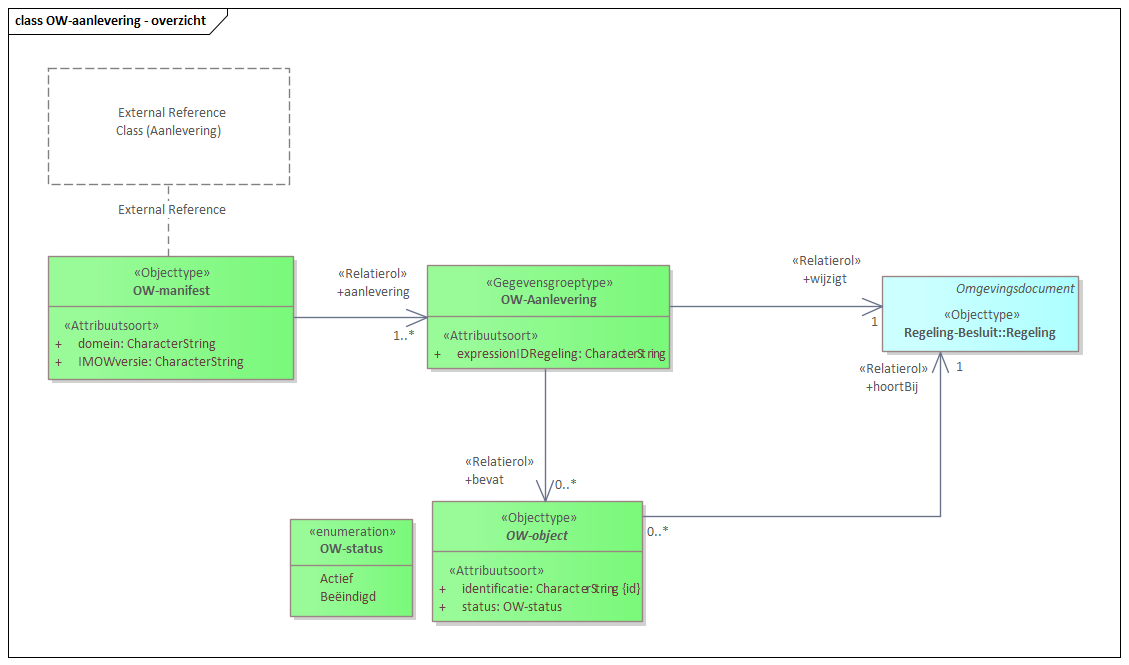 class OW-aanlevering - overzicht
External Reference
Class (Aanlevering)
External Reference
«Objecttype»
OW-manifest
«Attribuutsoort»
+ domein: CharacterString
+ IMOWversie: CharacterString
«Relatierol»
+aanlevering
1..*
«Gegevensgroeptype»
OW-Aanlevering
«Attribuutsoort»
+ expressionIDRegeling: CharacterString
«Relatierol»
+wijzigt
1
Omgevingsdocument
«Objecttype»
Regeling-Besluit::Regeling
«Relatierol»
+hoortBij
1
«Relatierol»
+bevat
0..*
«enumeration»
OW-status
Actief
Beëindigd
«Objecttype»
OW-object
«Attribuutsoort»
+ identificatie: CharacterString {id}
+ status: OW-status
0..*